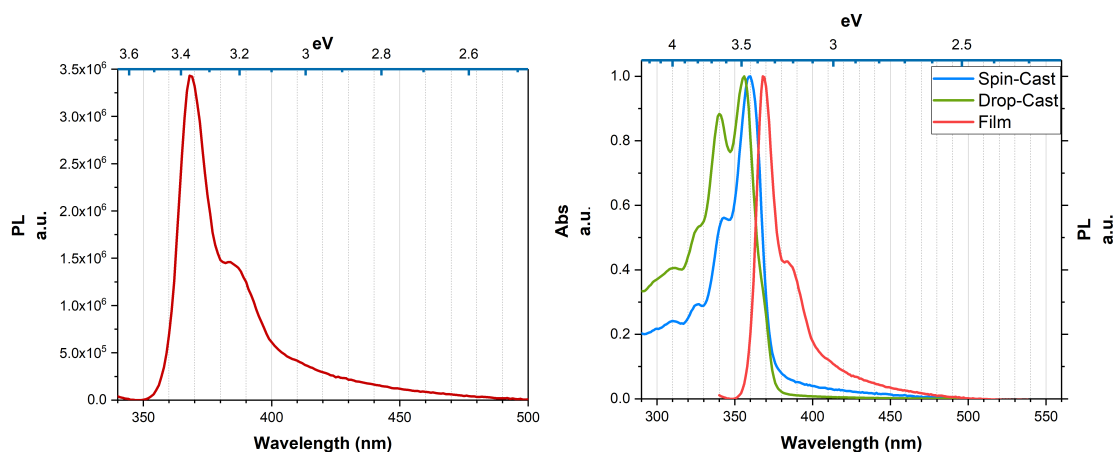 eV
3.6 3.4 3.2 3 2.8 2.6
3.5x10⁶
3.0x10⁶
2.5x10⁶
2.0x10⁶
1.5x10⁶
1.0x10⁶
5.0x10⁵
0.0
PL
a.u.
350 400 450 500
Wavelength (nm)
eV
4 3.5 3 2.5
1.0
0.8
0.6
0.4
0.2
0.0
Abs
a.u.
Spin-Cast
Drop-Cast
Film
PL
a.u.
300 350 400 450 500 550
Wavelength (nm)